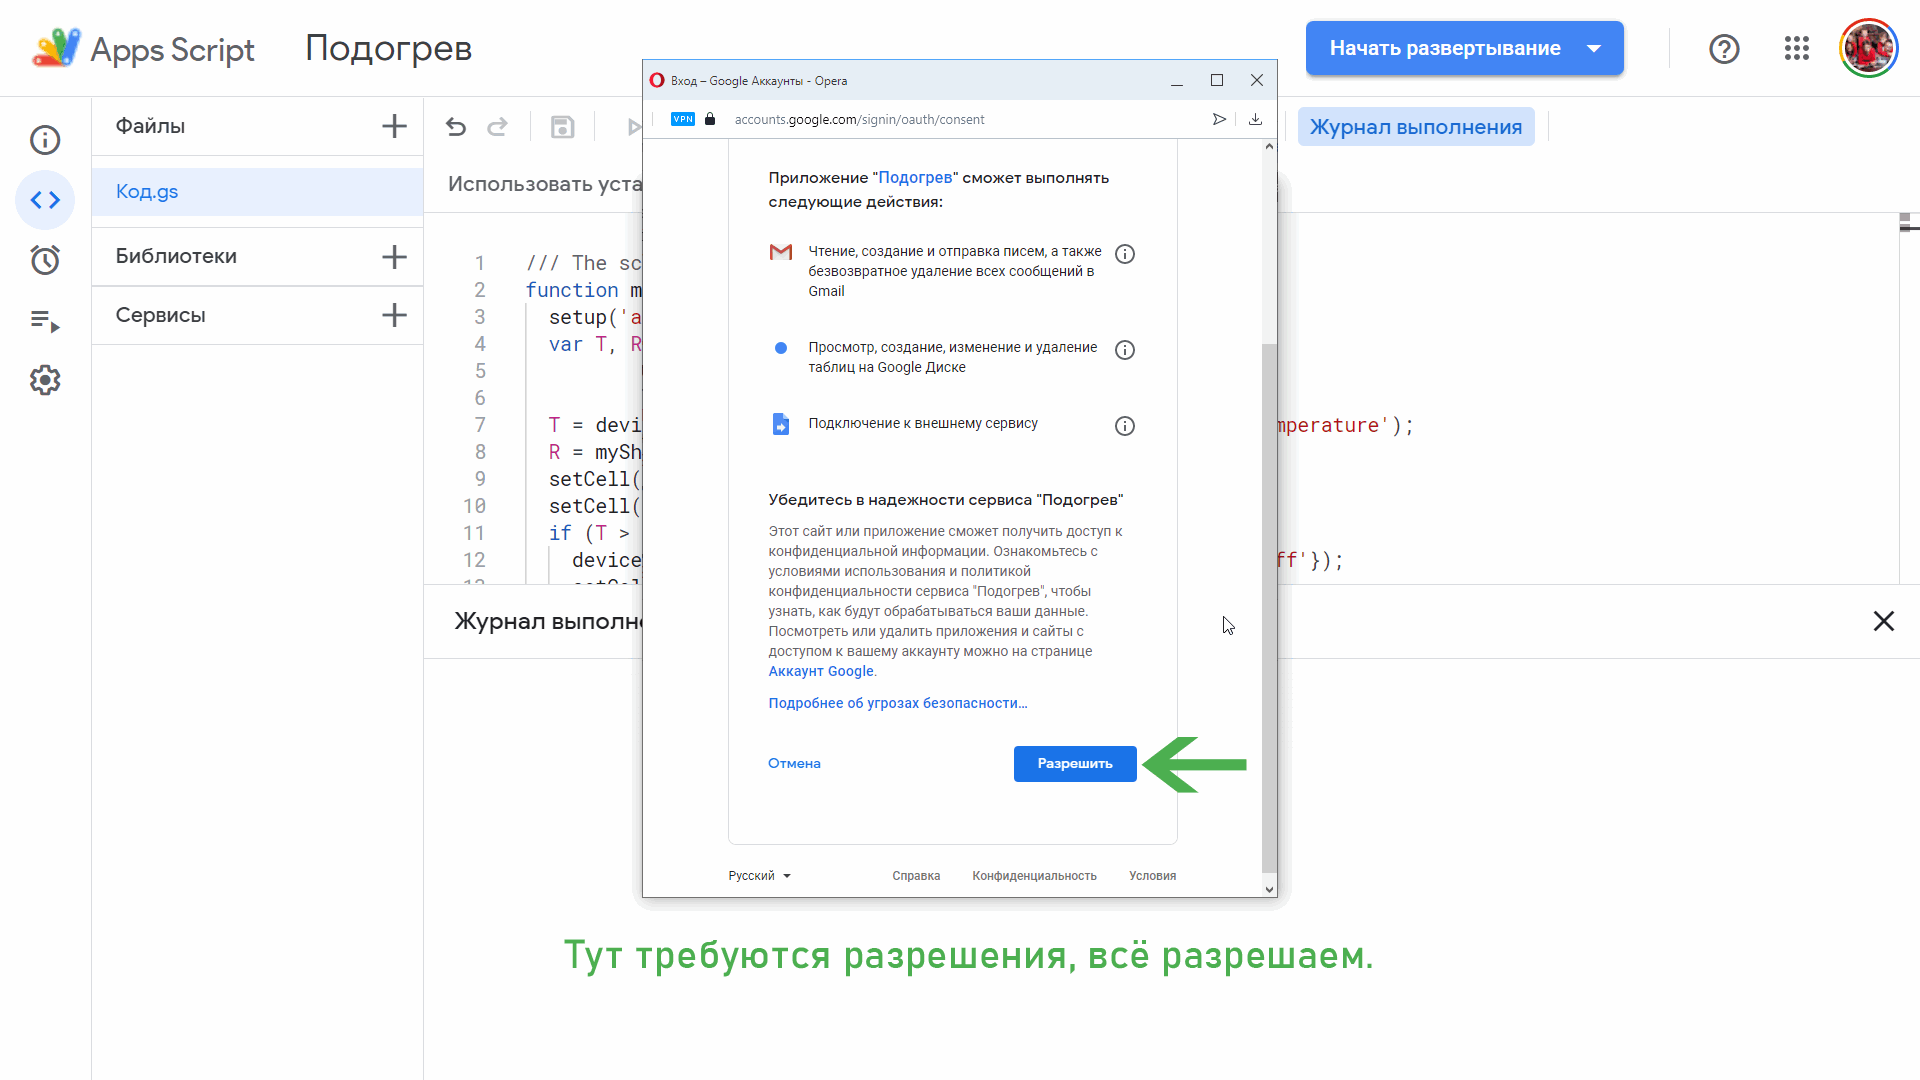 Apps Script
Подогрев
Начать развертывание
Файлы
Код.gs
Библиотеки
Сервисы
Использовать уста
Журнал выполнения
1 /// The sc
2 function m
3 setup('a
4 var T, R
5
6
7 T = devi
mperature');
8 R = mySh
9 setCell(
10 setCell(
11 if (T >
12 device
ff'});
Журнал выполне
Вход – Google Аккаунты - Opera
VPN
accounts.google.com/signin/oauth/consent
Приложение "Подогрев" сможет выполнять
следующие действия:
Чтение, создание и отправка писем, а также
безвозвратное удаление всех сообщений в
Gmail
Просмотр, создание, изменение и удаление
таблиц на Google Диске
Подключение к внешнему сервису
Убедитесь в надежности сервиса "Подогрев"
Этот сайт или приложение сможет получить доступ к
конфиденциальной информации. Ознакомьтесь с
условиями использования и политикой
конфиденциальности сервиса "Подогрев", чтобы
узнать, как будут обрабатываться ваши данные.
Посмотреть или удалить приложения и сайты с
доступом к вашему аккаунту можно на странице
Аккаунт Google.
Подробнее об угрозах безопасности...
Отмена
Разрешить
Русский
Справка
Конфиденциальность
Условия
Тут требуются разрешения, всё разрешаем.